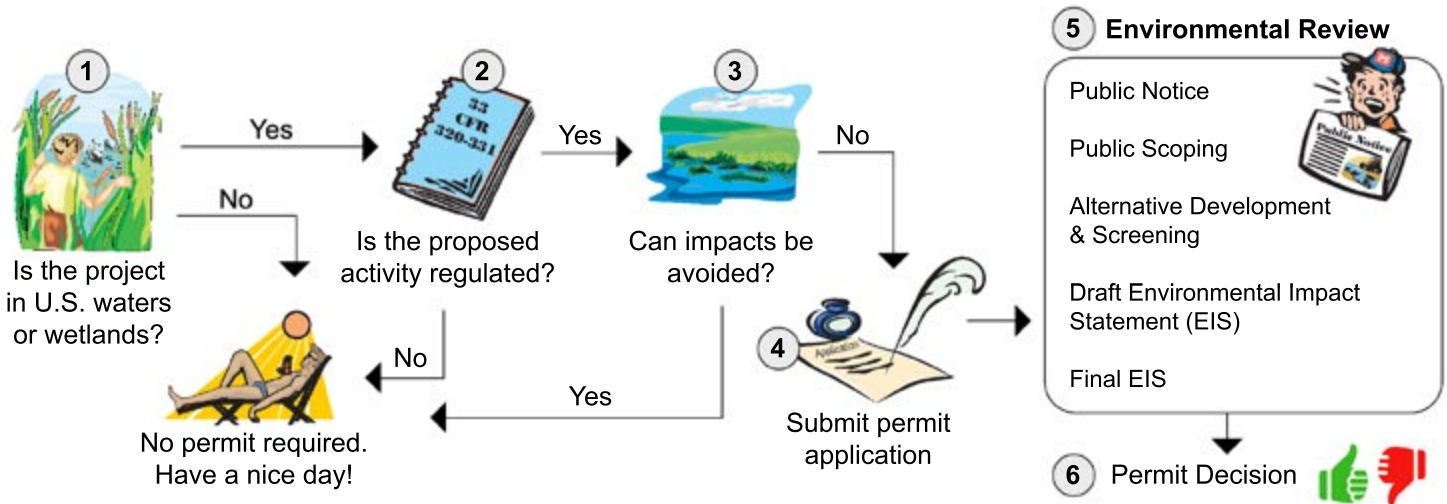 1
Is the project
in U.S. waters
or wetlands?
Yes
No
2
33
CFR
320-331
Is the proposed
activity regulated?
Yes
No
3
Can impacts be
avoided?
No
Yes
No permit required.
Have a nice day!
4
Application
Submit permit
application
5 Environmental Review
Public Notice
Public Notice
Public Scoping
Alternative Development
& Screening
Draft Environmental Impact
Statement (EIS)
Final EIS
6 Permit Decision